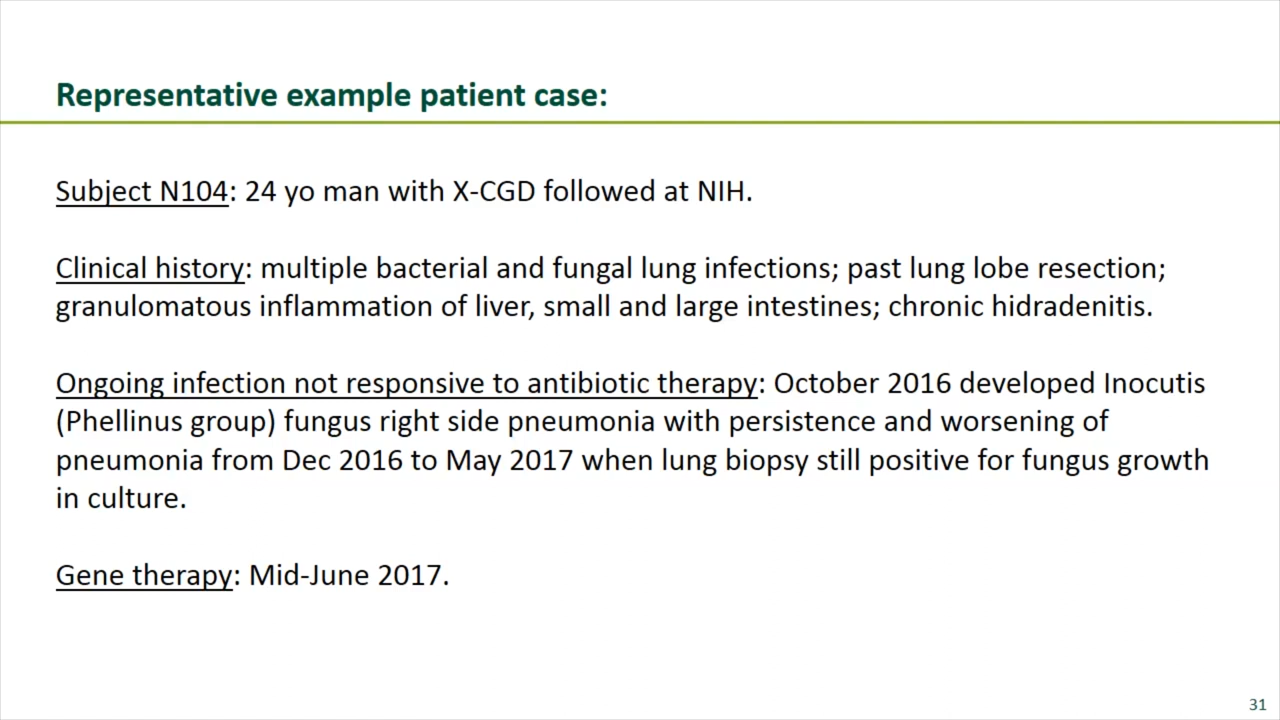 Representative example patient case:
Subject N104: 24 yo man with X-CGD followed at NIH.
Clinical history: multiple bacterial and fungal lung infections; past lung lobe resection;
granulomatous inflammation of liver, small and large intestines; chronic hidradenitis.
Ongoing infection not responsive to antibiotic therapy: October 2016 developed Inocutis
(Phellinus group) fungus right side pneumonia with persistence and worsening of
pneumonia from Dec 2016 to May 2017 when lung biopsy still positive for fungus growth
in culture.
Gene therapy: Mid-June 2017.
31